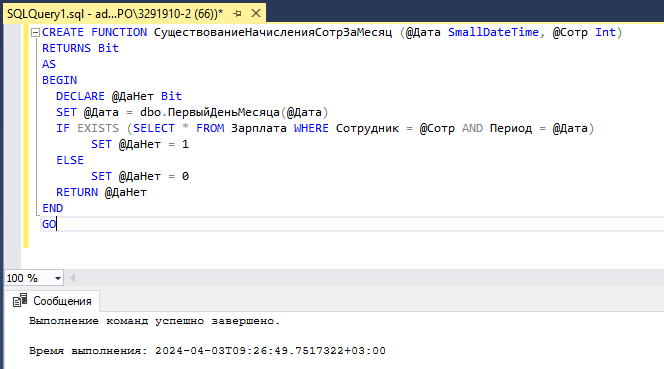 SQLQuery1.sql - ad...PO\3291910-2 (66))*
CREATE FUNCTION СуществованиеНачисленияСотрЗаМесяц (@Дата SmallDateTime, @Сотр Int)
RETURNS Bit
AS
BEGIN
DECLARE @ДаНет Bit
SET @Дата = dbo.ПервыйДеньМесяца(@Дата)
IF EXISTS (SELECT * FROM Зарплата WHERE Сотрудник = @Сотр AND Период = @Дата)
SET @ДаНет = 1
ELSE
SET @ДаНет = 0
RETURN @ДаНет
END
GO
100 %
Сообщения
Выполнение команд успешно завершено.
Время выполнения: 2024-04-03T09:26:49.7517322+03:00